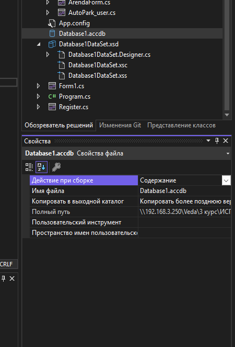 ArendaForm.cs
AutoPark_user.cs
App.config
Database1.accdb
Database1DataSet.xsd
Database1DataSet.Designer.cs
Database1DataSet.xsc
Database1DataSet.xss
Form1.cs
Program.cs
Register.cs
Обозреватель решений Изменения Git Представление классов
Свойства
Database1.accdb Свойства файла
Действие при сборке Содержание
Имя файла Database1.accdb
Копировать в выходной каталог Копировать более позднюю вер
Полный путь \\192.168.3.250\Veda\3 курс\ИСТ
Пользовательский инструмент
Пространство имен пользовательско
CRLF